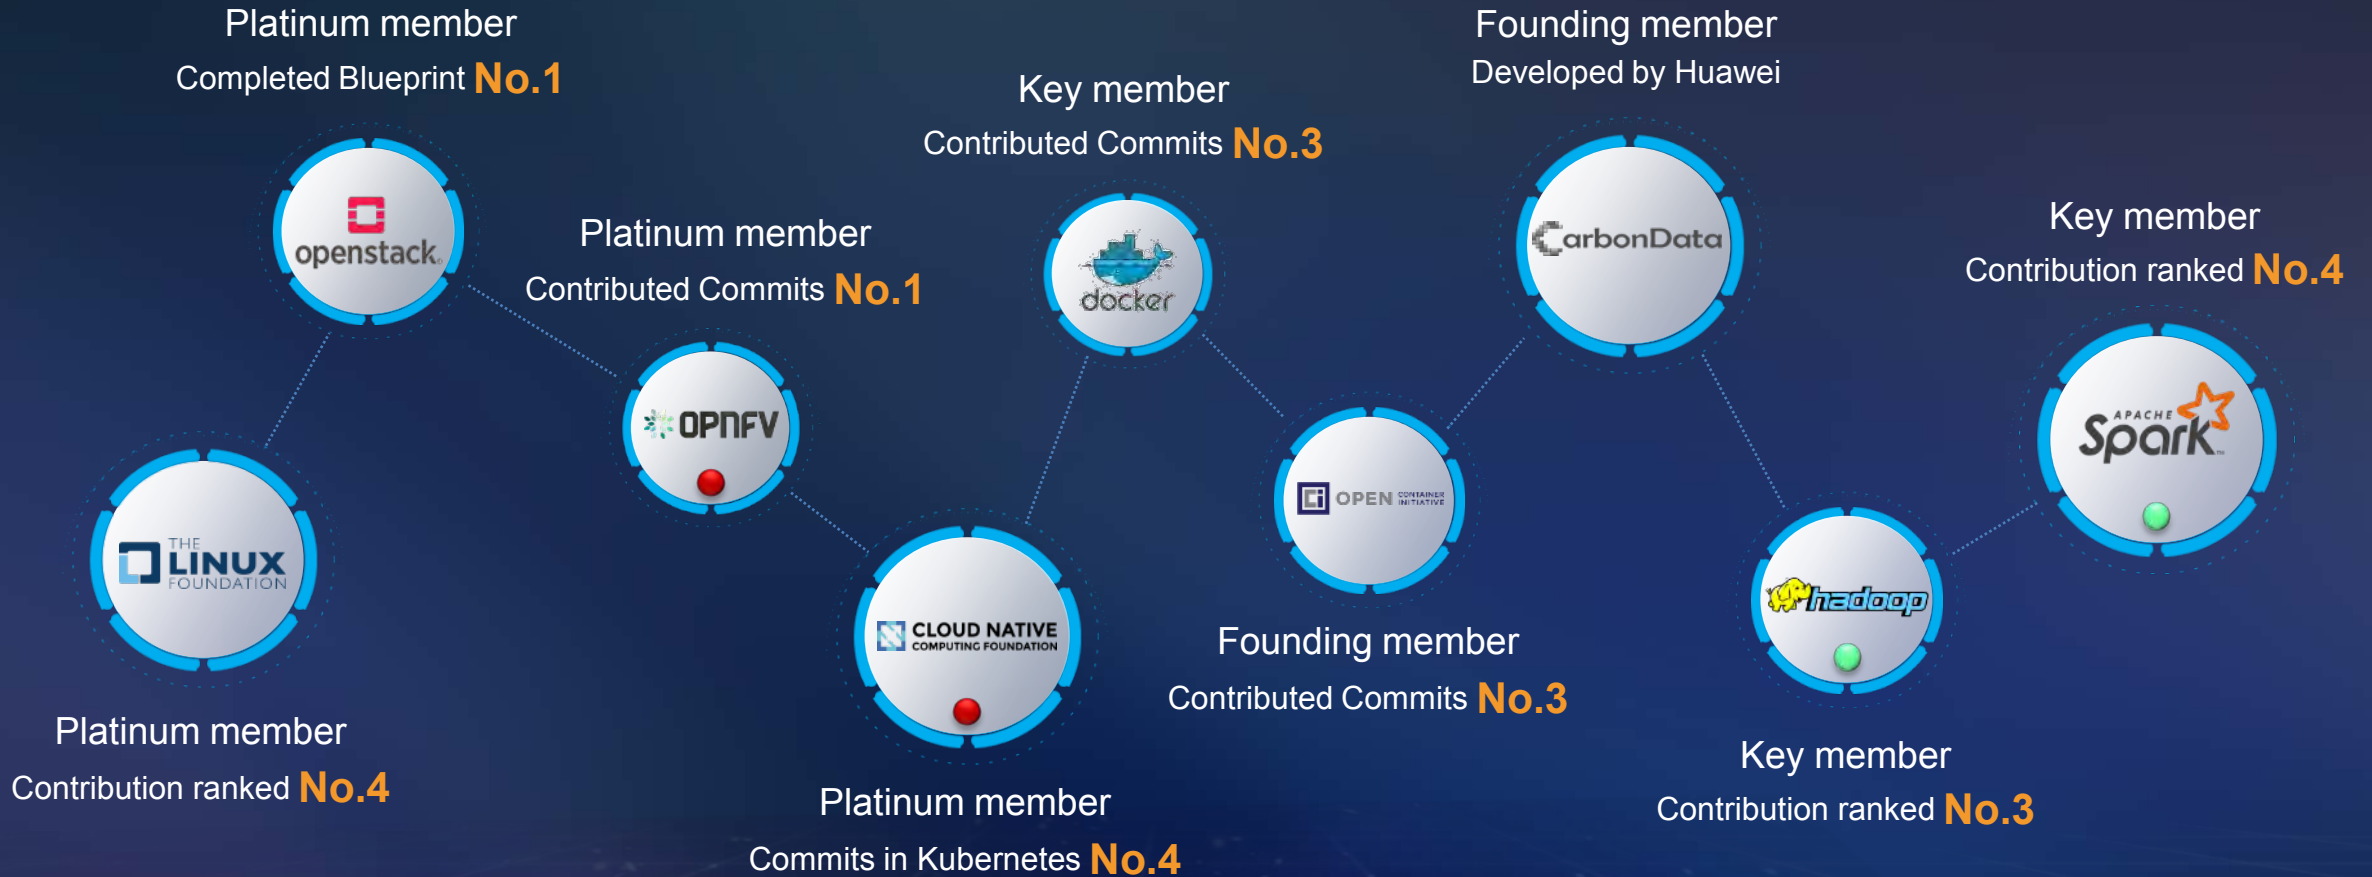 Platinum member
Completed Blueprint No.1
openstack.
Platinum member
Contributed Commits No.1
OPNFV
THE
LINUX
FOUNDATION
Platinum member
Contribution ranked No.4
CLOUD NATIVE
COMPUTING FOUNDATION
Platinum member
Commits in Kubernetes No.4
Key member
Contributed Commits No.3
docker
OPEN CONTAINER
INITIATIVE
Founding member
Contributed Commits No.3
Founding member
Developed by Huawei
CarbonData
hadoop
Key member
Contribution ranked No.3
Key member
Contribution ranked No.4
APACHE
Spark